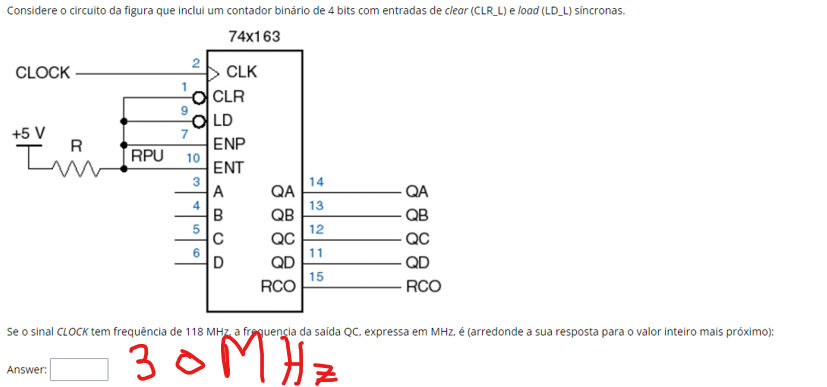 Considere o circuito da figura que inclui um contador binário de 4 bits com entradas de clear (CLR_L) e load (LD_L) síncronas.
74x163
CLOCK 2 CLK
1 CLR
9 LD
+5 V R 7 ENP
RPU 10 ENT
3 A QA 14 QA
4 B QB 13 QB
5 C QC 12 QC
6 D QD 11 QD
RCO 15 RCO
Se o sinal CLOCK tem frequência de 118 MHz, a frequencia da saída QC, expressa em MHz, é (arredonde a sua resposta para o valor inteiro mais próximo):
Answer: 30MHz